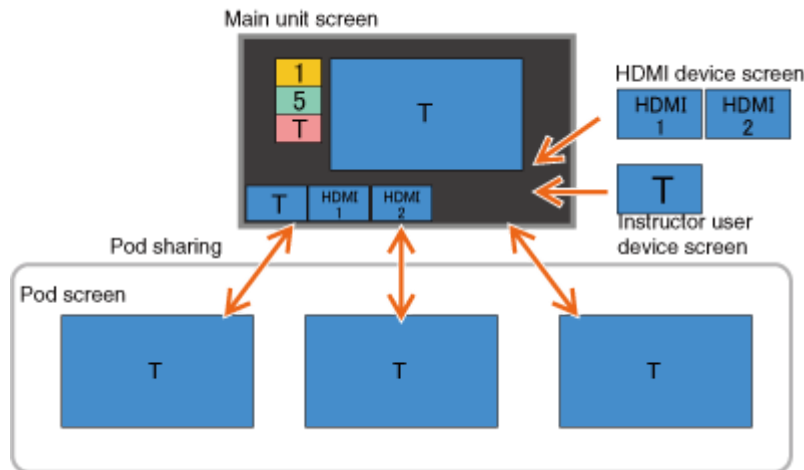 Main unit screen
1
5
T
T
HDMI device screen
HDMI
1
HDMI
2
T
HDMI
1
HDMI
2
T
Instructor user
device screen
Pod sharing
Pod screen
T
T
T